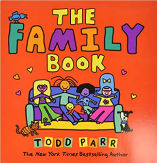 THE
FAMILY
BOOK
TODD PARR
The New York Times Bestselling Author